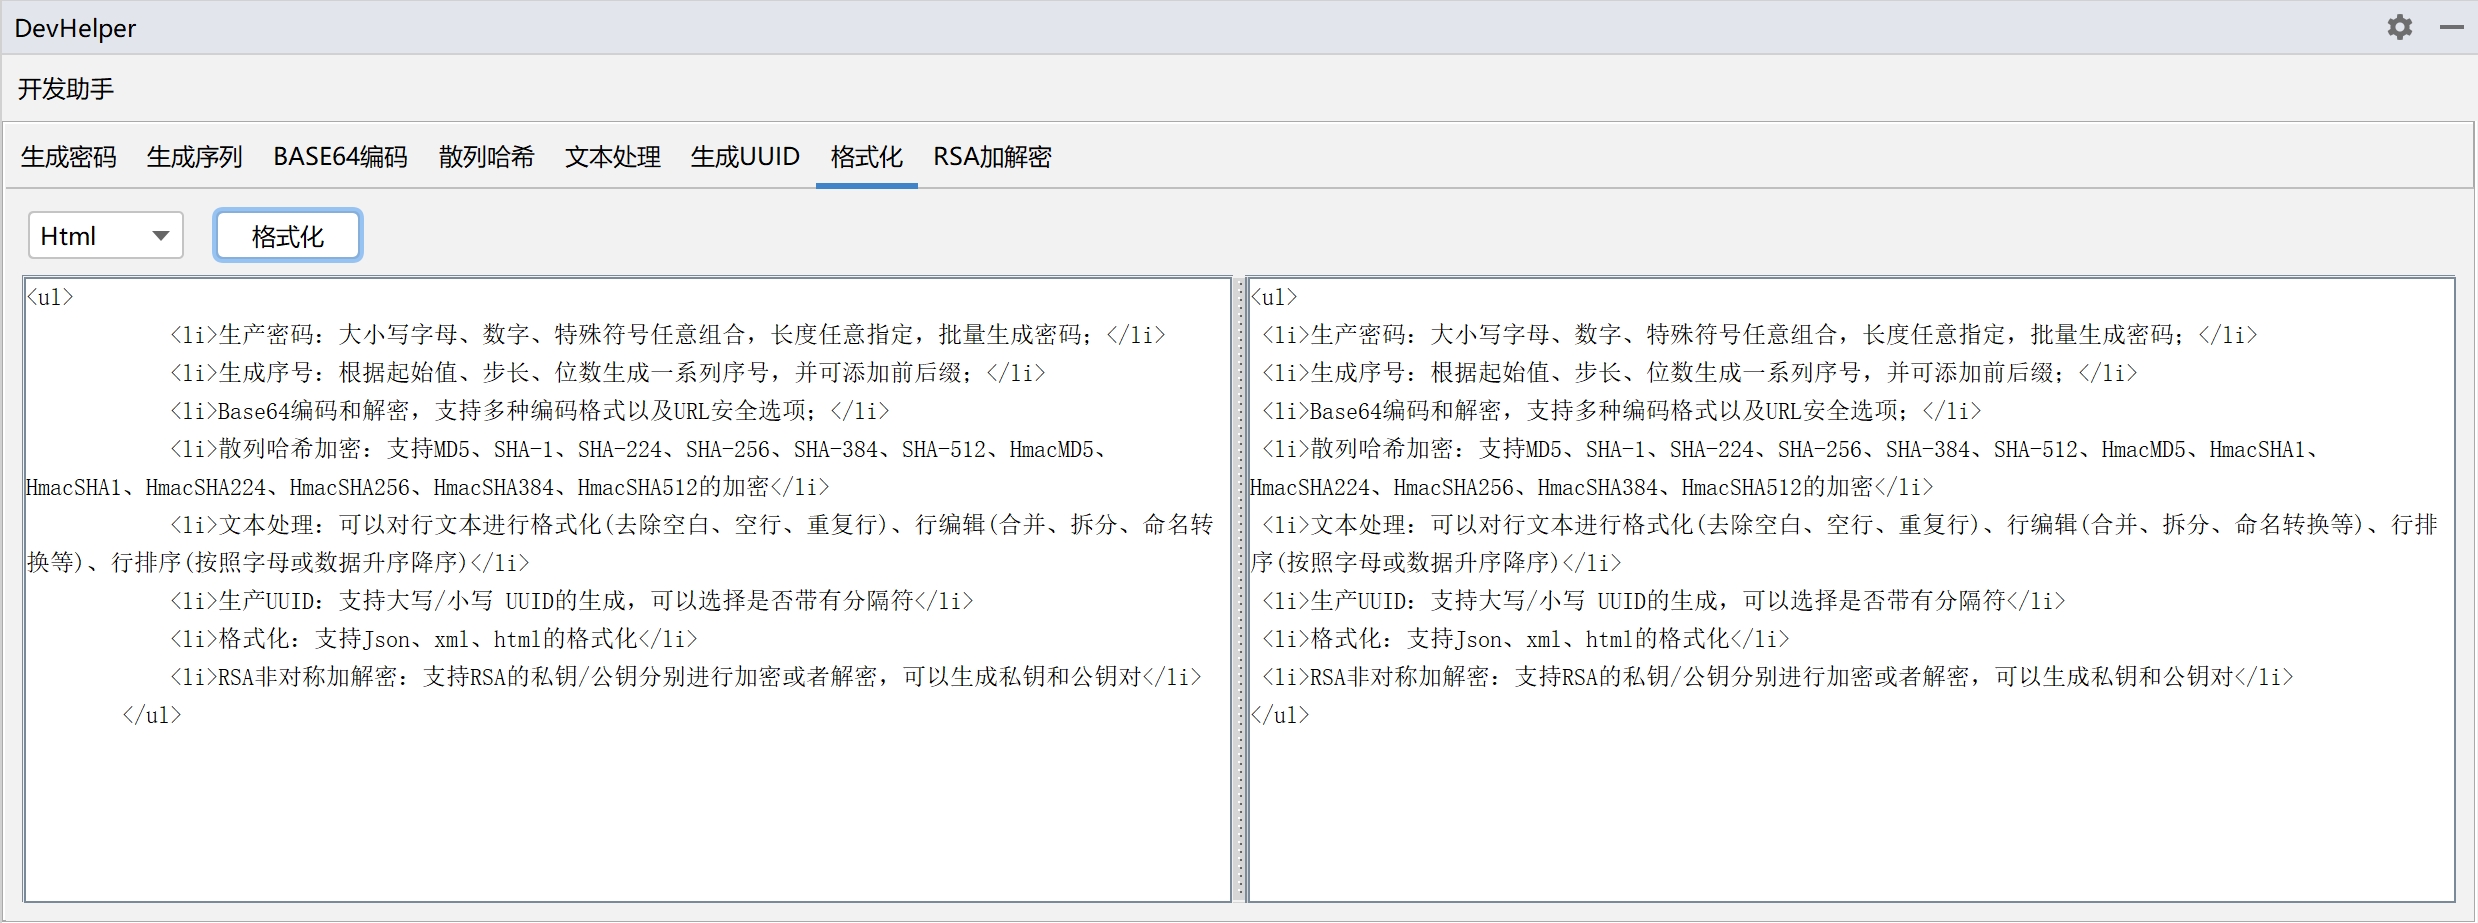 DevHelper
开发助手
生成密码 生成序列 BASE64编码 散列哈希 文本处理 生成UUID 格式化 RSA加解密
Html 格式化
<ul>
<li>生产密码：大小写字母、数字、特殊符号任意组合，长度任意指定，批量生成密码；</li>
<li>生成序号：根据起始值、步长、位数生成一系列序号，并可添加前后缀；</li>
<li>Base64编码和解密，支持多种编码格式以及URL安全选项；</li>
<li>散列哈希加密：支持MD5、SHA-1、SHA-224、SHA-256、SHA-384、SHA-512、HmacMD5、
HmacSHA1、HmacSHA224、HmacSHA256、HmacSHA384、HmacSHA512的加密</li>
<li>文本处理：可以对行文本进行格式化(去除空白、空行、重复行)、行编辑(合并、拆分、命名转
换等)、行排序(按照字母或数据升序降序)</li>
<li>生产UUID：支持大写/小写 UUID的生成，可以选择是否带有分隔符</li>
<li>格式化：支持Json、xml、html的格式化</li>
<li>RSA非对称加解密：支持RSA的私钥/公钥分别进行加密或者解密，可以生成私钥和公钥对</li>
</ul>
<ul>
<li>生产密码：大小写字母、数字、特殊符号任意组合，长度任意指定，批量生成密码；</li>
<li>生成序号：根据起始值、步长、位数生成一系列序号，并可添加前后缀；</li>
<li>Base64编码和解密，支持多种编码格式以及URL安全选项；</li>
<li>散列哈希加密：支持MD5、SHA-1、SHA-224、SHA-256、SHA-384、SHA-512、HmacMD5、HmacSHA1、
HmacSHA224、HmacSHA256、HmacSHA384、HmacSHA512的加密</li>
<li>文本处理：可以对行文本进行格式化(去除空白、空行、重复行)、行编辑(合并、拆分、命名转换等)、行排
序(按照字母或数据升序降序)</li>
<li>生产UUID：支持大写/小写 UUID的生成，可以选择是否带有分隔符</li>
<li>格式化：支持Json、xml、html的格式化</li>
<li>RSA非对称加解密：支持RSA的私钥/公钥分别进行加密或者解密，可以生成私钥和公钥对</li>
</ul>